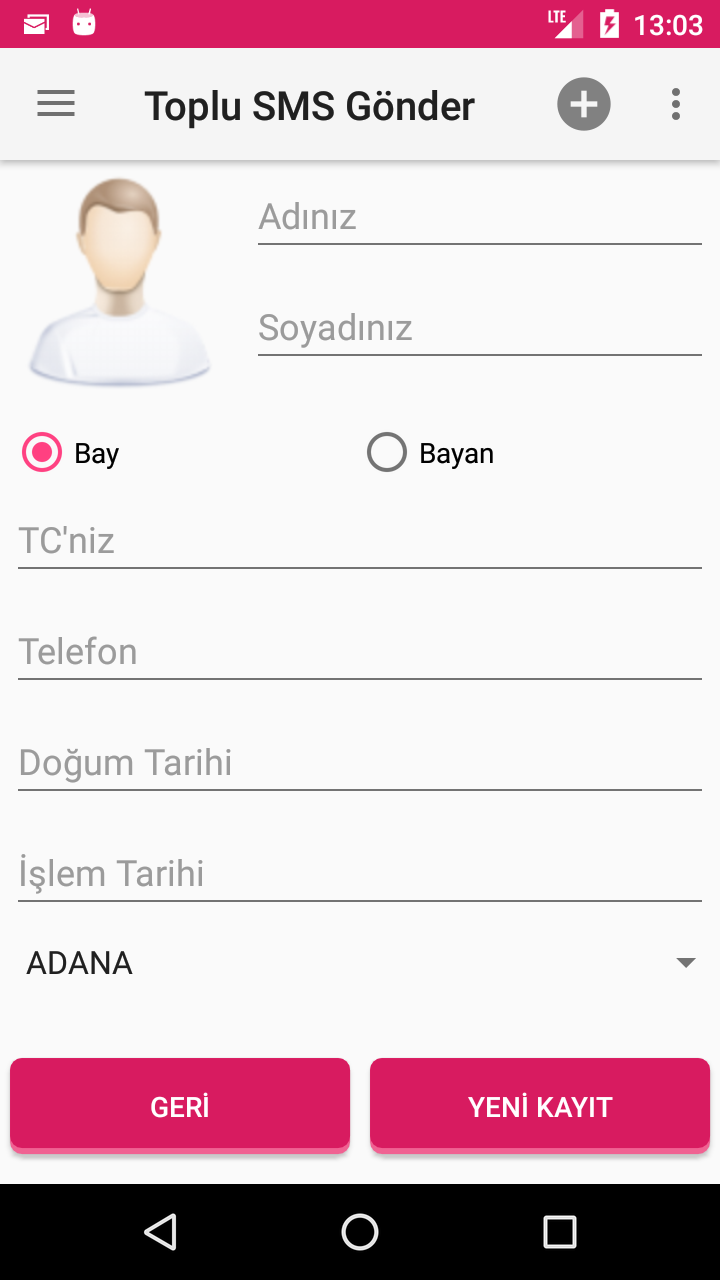 LTE 13:03
Toplu SMS Gönder
Adınız
Soyadınız
Bay Bayan
TC'niz
Telefon
Doğum Tarihi
İşlem Tarihi
ADANA
GERİ YENİ KAYIT